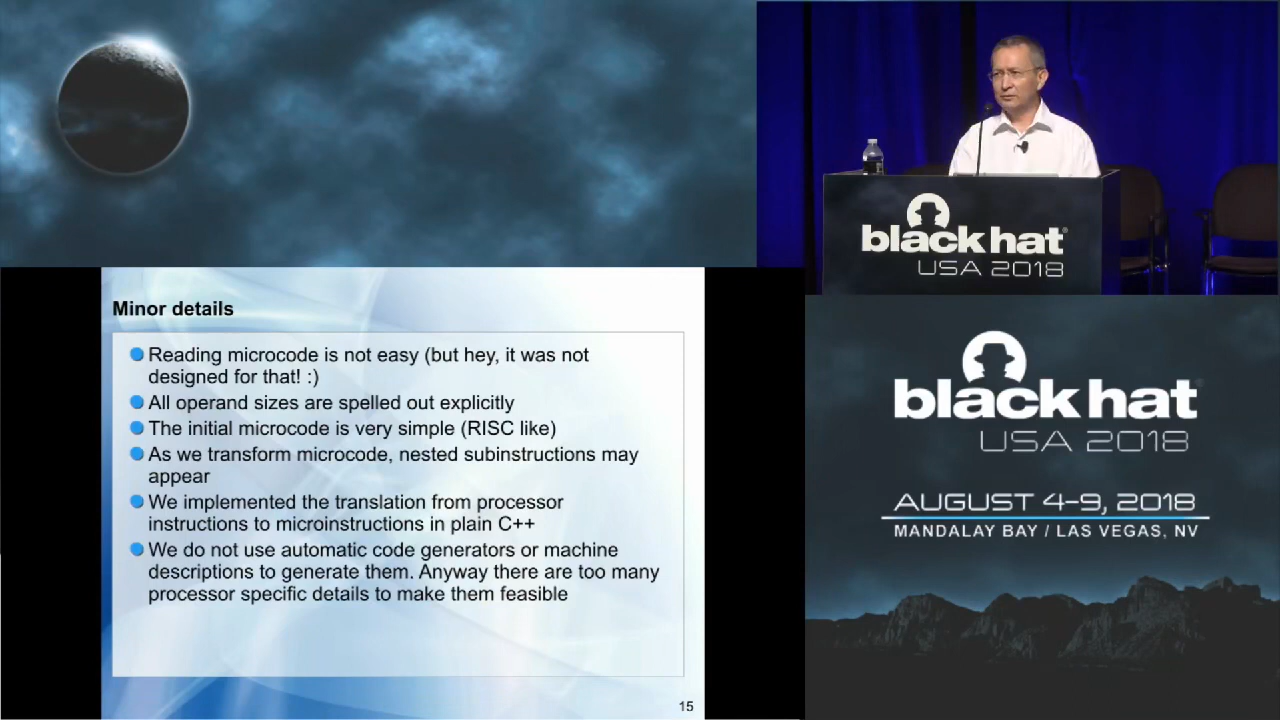 black hat
USA 2018
Minor details
Reading microcode is not easy (but hey, it was not
designed for that! :)
All operand sizes are spelled out explicitly
The initial microcode is very simple (RISC like)
As we transform microcode, nested subinstructions may
appear
We implemented the translation from processor
instructions to microinstructions in plain C++
We do not use automatic code generators or machine
descriptions to generate them. Anyway there are too many
processor specific details to make them feasible
15
black hat
USA 2018
AUGUST 4-9, 2018
MANDALAY BAY / LAS VEGAS, NV